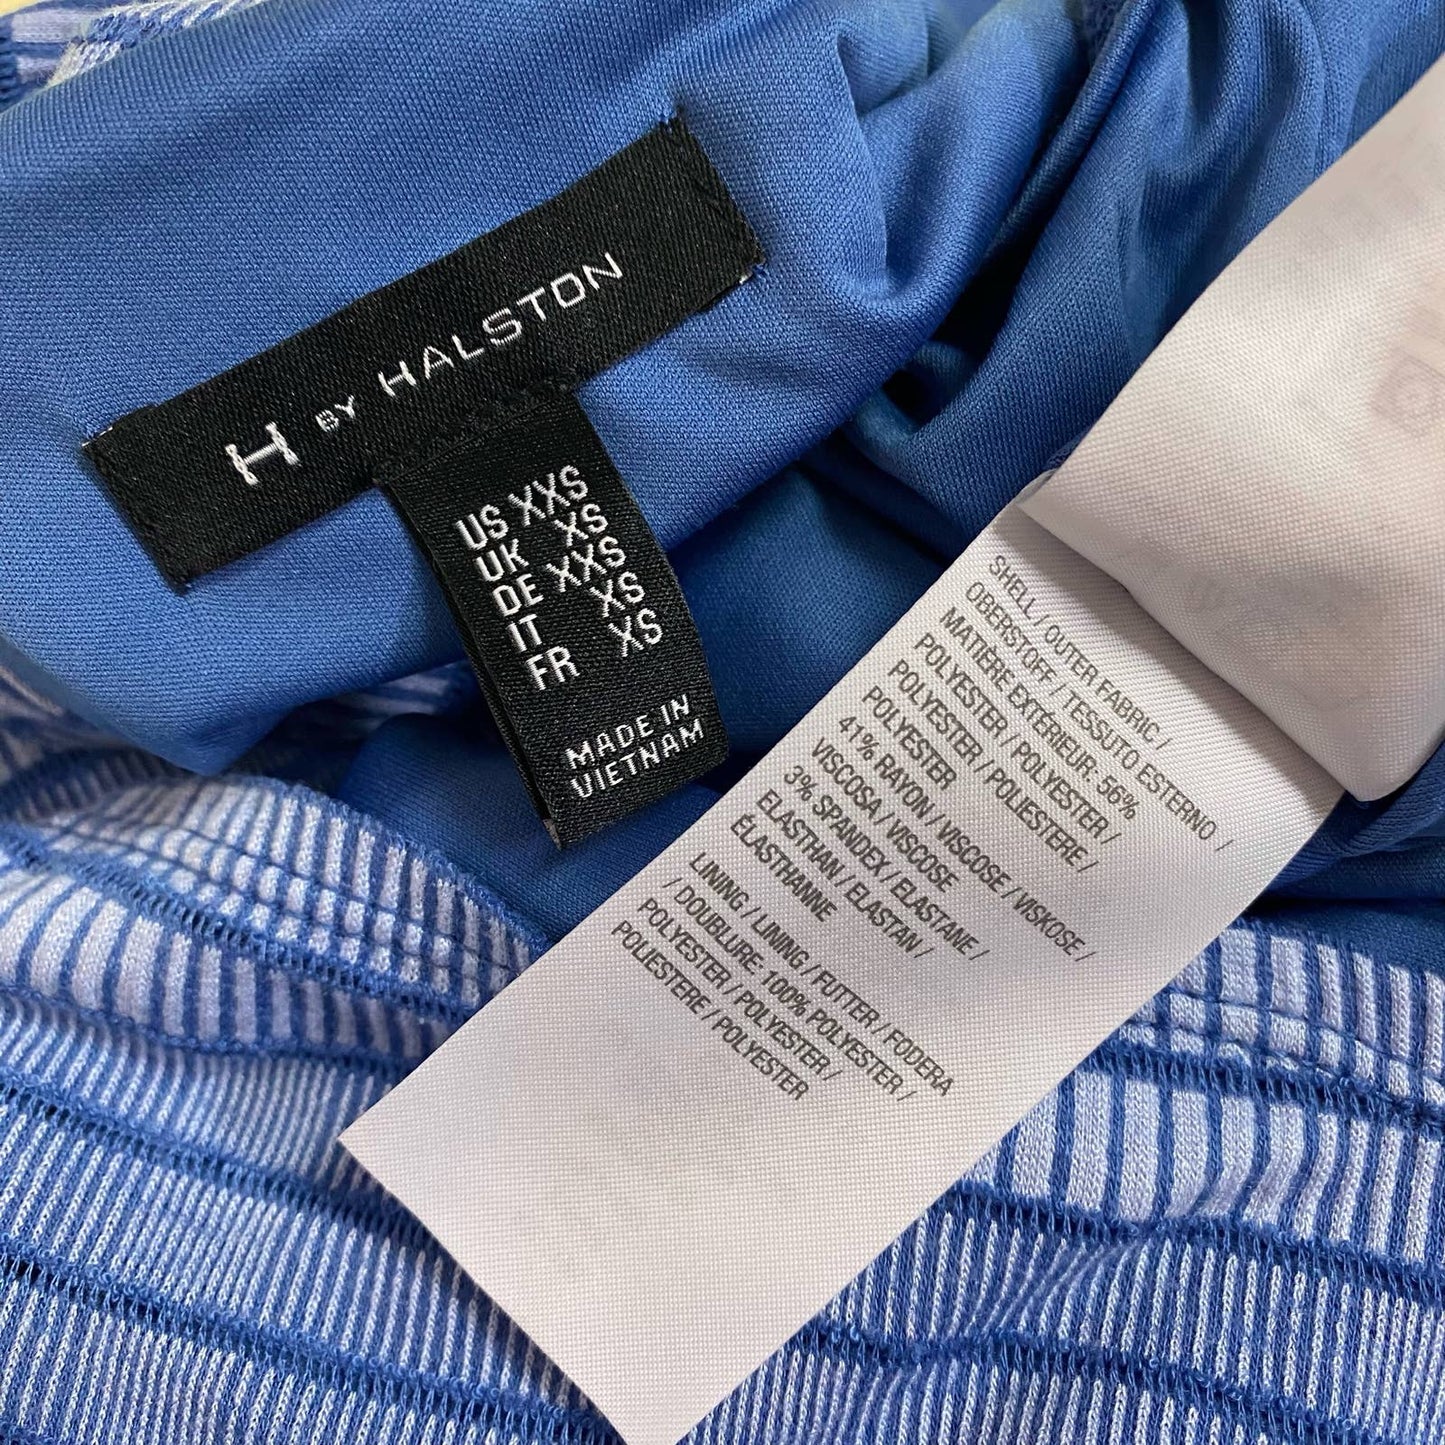 H BY HALSTON
US XXS
UK XS
DE XXS
IT XS
FR XS
MADE IN
VIETNAM
SHELL / OUTER FABRIC /
OBERSTOFF / TESSUTO ESTERNO /
MATIÈRE EXTÉRIEUR: 56%
POLYESTER / POLYESTER /
POLYESTER / POLIESTERE /
POLYESTER
41% RAYON / VISCOSE / VISKOSE /
VISCOSA / VISCOSE
3% SPANDEX / ELASTANE /
ELASTHAN / ELASTAN /
ÉLASTHANNE
LINING / LINING / FUTTER / FODERA
/ DOUBLURE: 100% POLYESTER /
POLYESTER / POLYESTER /
POLIESTERE / POLYESTER